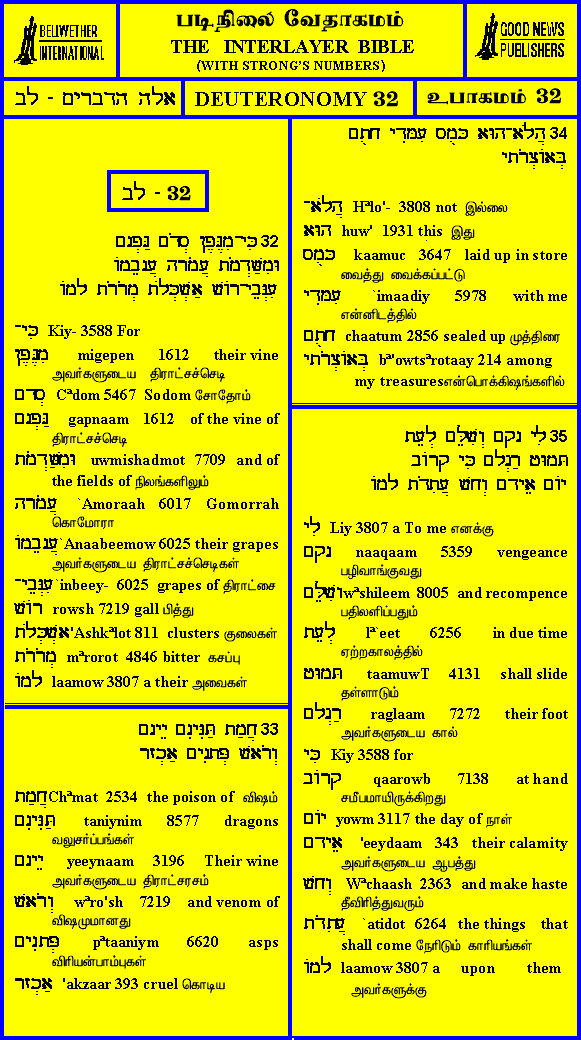 BELLWETHER
INTERNATIONAL
படிநிலை வேதாகமம்
THE INTERLAYER BIBLE
(WITH STRONG'S NUMBERS)
GOOD NEWS
PUBLISHERS
אלה הדברים - לב
DEUTERONOMY 32
உபாகமம் 32
לב - 32
32 כִּי־מִגֶּפֶן סְדֹם גַּפְנָם
וּמִשַּׁדְמֹת עֲמֹרָה עֲנָבֵמוֹ
עִנְּבֵי־רוֹשׁ אַשְׁכְּלֹת מְרֹרֹת לָמוֹ
כִּי־ Kiy- 3588 For
מִגֶּפֶן migepen 1612 their vine
அவர்களுடைய திராட்சச்செடி
סְדֹם Cªdom 5467 Sodom சோதோம்
גַּפְנָם gapnaam 1612 of the vine of
திராட்சச்செடி
וּמִשַּׁדְמֹת uwmishadmot 7709 and of
the fields of நிலங்களிலும்
עֲמֹרָה `Amoraah 6017 Gomorrah
கொமோரா
עֲנָבֵמוֹ `Anaabeemow 6025 their grapes
அவர்களுடைய திராட்சச்செடிகள்
עִנְּבֵי־ `inbeey- 6025 grapes of திராட்சை
רוֹשׁ rowsh 7219 gall பித்து
אַשְׁכְּלֹת 'Ashkªlot 811 clusters குலைகள்
מְרֹרֹת mªrorot 4846 bitter கசப்பு
לָמוֹ laamow 3807 a their அவைகள்
33 חֲמַת תַּנִּינִם יֵינָם
וְרֹאשׁ פְּתָנִים אַכְזָר
חֲמַת Chªmat 2534 the poison of விஷம்
תַּנִּינִם taniynim 8577 dragons
வலுசர்ப்பங்கள்
יֵינָם yeeynaam 3196 Their wine
அவர்களுடைய திராட்சரசம்
וְרֹאשׁ wªro'sh 7219 and venom of
விஷமுமானது
פְּתָנִים pªtaaniym 6620 asps
விரியன்பாம்புகள்
אַכְזָר 'akzaar 393 cruel கொடிய
34 הֲלֹא־הוּא כָּמֻס עִמָּדִי חָתֻם
בְּאוֹצְרֹתָי
הֲלֹא־ Hªlo'- 3808 not இல்லை
הוּא huw' 1931 this இது
כָּמֻס kaamuc 3647 laid up in store
வைத்து வைக்கப்பட்டு
עִמָּדִי `imaadiy 5978 with me
என்னிடத்தில்
חָתֻם chaatum 2856 sealed up முத்திரை
בְּאוֹצְרֹתָי bª'owtsªrotaay 214 among
my treasures என்பொக்கிஷங்களில்
35 לִי נָקָם וְשִׁלֵּם לְעֵת
תָּמוּט רַגְלָם כִּי קָרוֹב
יוֹם אֵידָם וְחָשׁ עֲתִדֹת לָמוֹ
לִי Liy 3807 a To me எனக்கு
נָקָם naaqaam 5359 vengeance
பழிவாங்குவது
וְשִׁלֵּם wªshileem 8005 and recompence
பதிலளிப்பதும்
לְעֵת lª`eet 6256 in due time
ஏற்றகாலத்தில்
תָּמוּט taamuwT 4131 shall slide
தள்ளாடும்
רַגְלָם raglaam 7272 their foot
அவர்களுடைய கால்
כִּי Kiy 3588 for
קָרוֹב qaarowb 7138 at hand
சமீபமாயிருக்கிறது
יוֹם yowm 3117 the day of நாள்
אֵידָם 'eeydaam 343 their calamity
அவர்களுடைய ஆபத்து
וְחָשׁ Wªchaash 2363 and make haste
தீவிரித்துவரும்
עֲתִדֹת `atidot 6264 the things that
shall come நேரிடும் காரியங்கள்
לָמוֹ laamow 3807 a upon them
அவர்களுக்கு